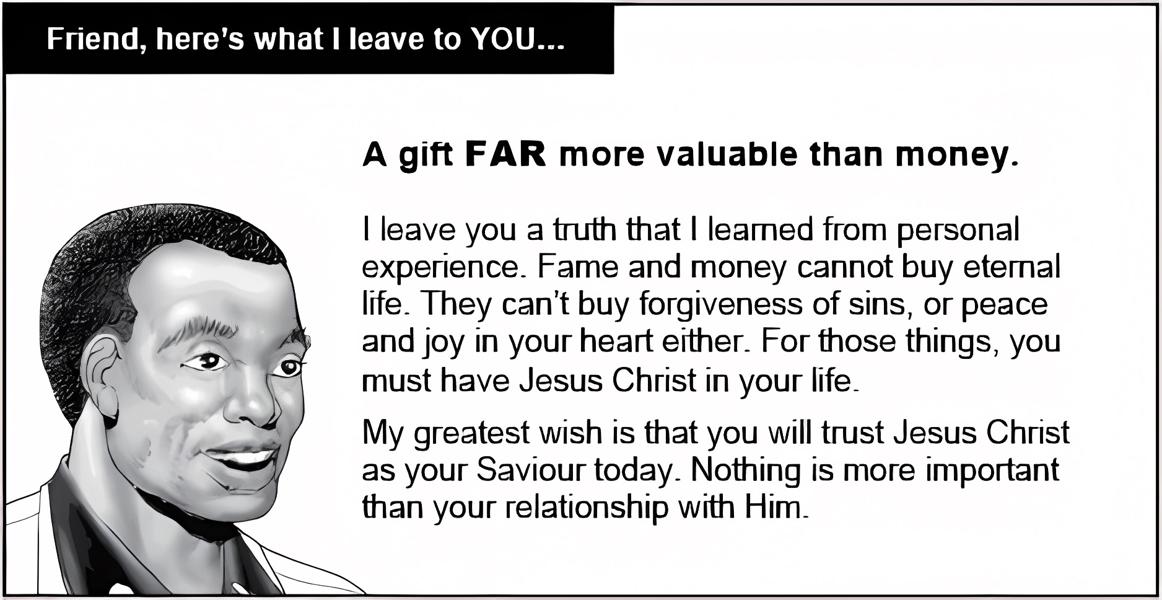 Friend, here's what I leave to YOU...
A gift FAR more valuable than money.
I leave you a truth that I learned from personal
experience. Fame and money cannot buy eternal
life. They can't buy forgiveness of sins, or peace
and joy in your heart either. For those things, you
must have Jesus Christ in your life.
My greatest wish is that you will trust Jesus Christ
as your Saviour today. Nothing is more important
than your relationship with Him.